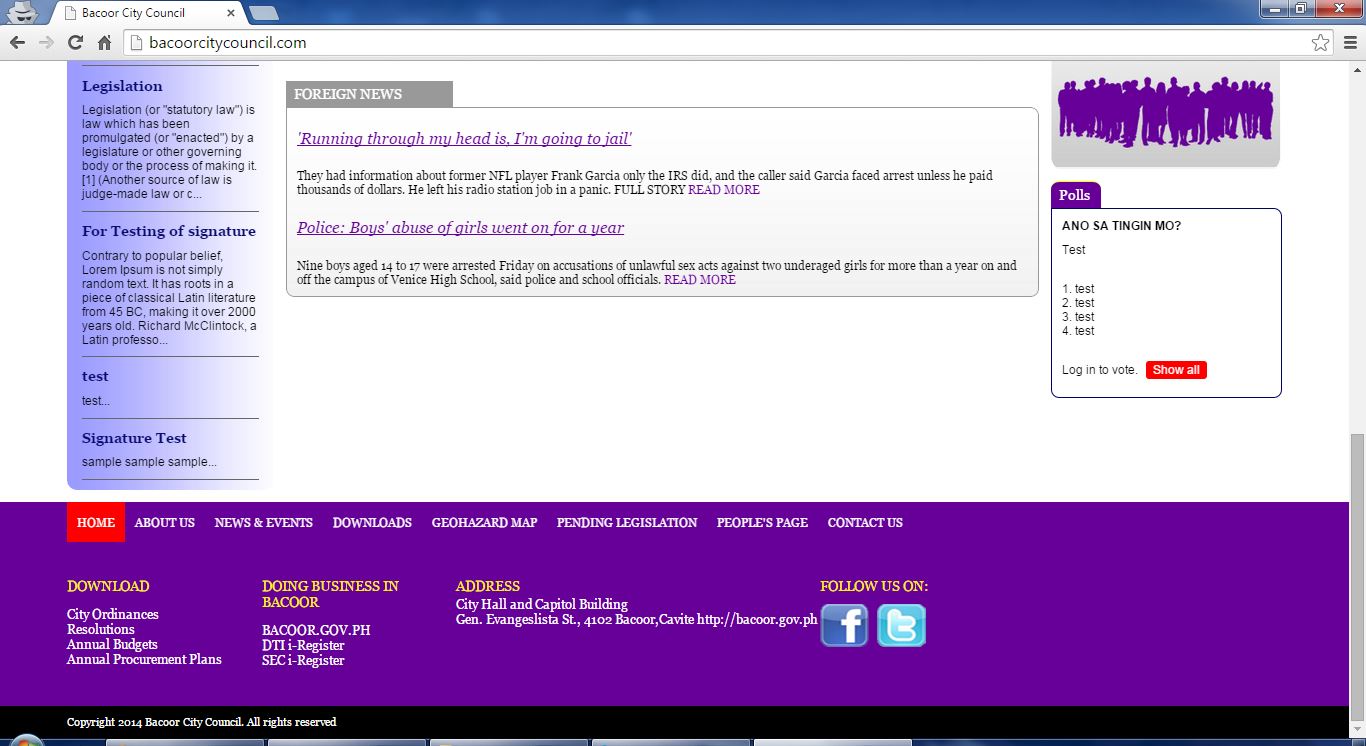 Bacoor City Council
bacoorcitycouncil.com
Legislation
Legislation (or "statutory law") is
law which has been
promulgated (or "enacted") by a
legislature or other governing
body or the process of making it.
[1] (Another source of law is
judge-made law or c...
For Testing of signature
Contrary to popular belief,
Lorem Ipsum is not simply
random text. It has roots in a
piece of classical Latin literature
from 45 BC, making it over 2000
years old. Richard McClintock, a
Latin professo...
test
test...
Signature Test
sample sample sample...
FOREIGN NEWS
'Running through my head is, I'm going to jail'
They had information about former NFL player Frank Garcia only the IRS did, and the caller said Garcia faced arrest unless he paid
thousands of dollars. He left his radio station job in a panic. FULL STORY READ MORE
Police: Boys' abuse of girls went on for a year
Nine boys aged 14 to 17 were arrested Friday on accusations of unlawful sex acts against two underaged girls for more than a year on and
off the campus of Venice High School, said police and school officials. READ MORE
Polls
ANO SA TINGIN MO?
Test
1. test
2. test
3. test
4. test
Log in to vote. Show all
HOME ABOUT US NEWS & EVENTS DOWNLOADS GEOHAZARD MAP PENDING LEGISLATION PEOPLE'S PAGE CONTACT US
DOWNLOAD
City Ordinances
Resolutions
Annual Budgets
Annual Procurement Plans
DOING BUSINESS IN
BACOOR
BACOOR.GOV.PH
DTI i-Register
SEC i-Register
ADDRESS
City Hall and Capitol Building
Gen. Evangeslista St., 4102 Bacoor,Cavite http://bacoor.gov.ph
FOLLOW US ON:
f t
Copyright 2014 Bacoor City Council. All rights reserved